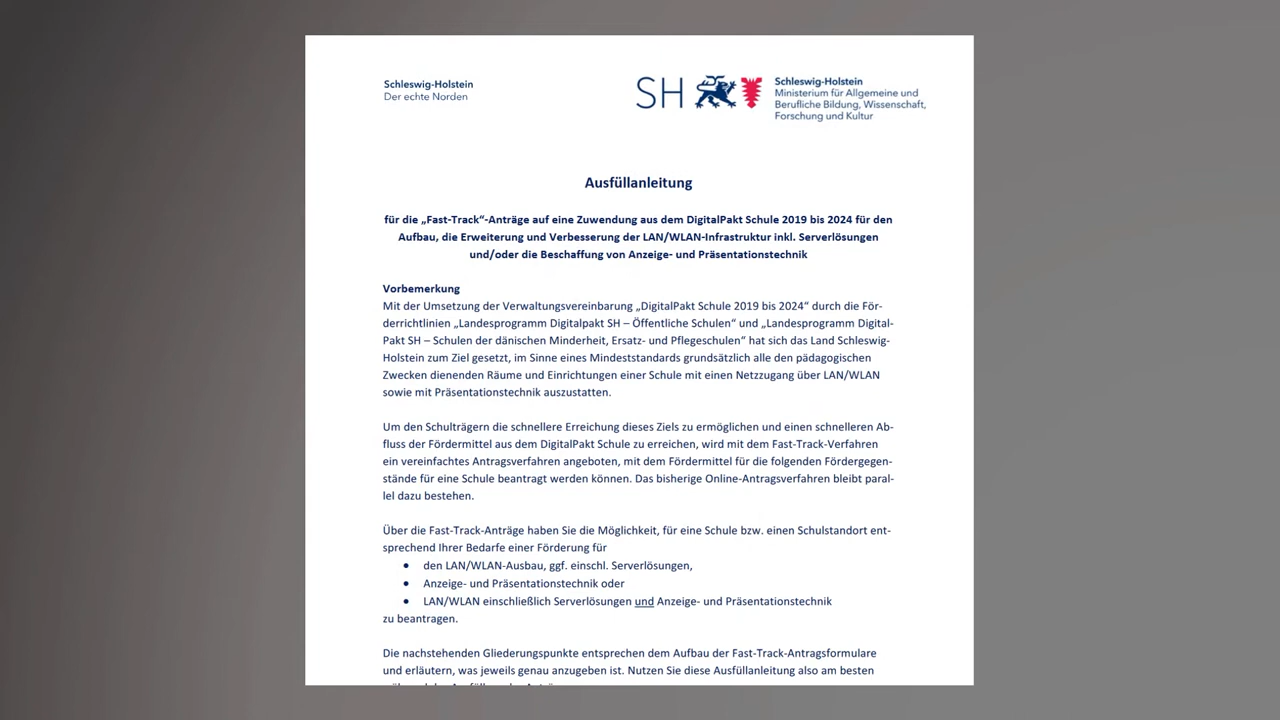 Schleswig-Holstein
Der echte Norden
SH
Schleswig-Holstein
Ministerium für Allgemeine und
Berufliche Bildung, Wissenschaft,
Forschung und Kultur
Ausfüllanleitung
für die „Fast-Track“-Anträge auf eine Zuwendung aus dem DigitalPakt Schule 2019 bis 2024 für den
Aufbau, die Erweiterung und Verbesserung der LAN/WLAN-Infrastruktur inkl. Serverlösungen
und/oder die Beschaffung von Anzeige- und Präsentationstechnik
Vorbemerkung
Mit der Umsetzung der Verwaltungsvereinbarung „DigitalPakt Schule 2019 bis 2024“ durch die För-
derrichtlinien „Landesprogramm Digitalpakt SH – Öffentliche Schulen“ und „Landesprogramm Digital-
Pakt SH – Schulen der dänischen Minderheit, Ersatz- und Pflegeschulen“ hat sich das Land Schleswig-
Holstein zum Ziel gesetzt, im Sinne eines Mindeststandards grundsätzlich alle den pädagogischen
Zwecken dienenden Räume und Einrichtungen einer Schule mit einen Netzzugang über LAN/WLAN
sowie mit Präsentationstechnik auszustatten.
Um den Schulträgern die schnellere Erreichung dieses Ziels zu ermöglichen und einen schnelleren Ab-
fluss der Fördermittel aus dem DigitalPakt Schule zu erreichen, wird mit dem Fast-Track-Verfahren
ein vereinfachtes Antragsverfahren angeboten, mit dem Fördermittel für die folgenden Fördergegen-
stände für eine Schule beantragt werden können. Das bisherige Online-Antragsverfahren bleibt paral-
lel dazu bestehen.
Über die Fast-Track-Anträge haben Sie die Möglichkeit, für eine Schule bzw. einen Schulstandort ent-
sprechend Ihrer Bedarfe einer Förderung für
• den LAN/WLAN-Ausbau, ggf. einschl. Serverlösungen,
• Anzeige- und Präsentationstechnik oder
• LAN/WLAN einschließlich Serverlösungen und Anzeige- und Präsentationstechnik
zu beantragen.
Die nachstehenden Gliederungspunkte entsprechen dem Aufbau der Fast-Track-Antragsformulare
und erläutern, was jeweils genau anzugeben ist. Nutzen Sie diese Ausfüllanleitung also am besten